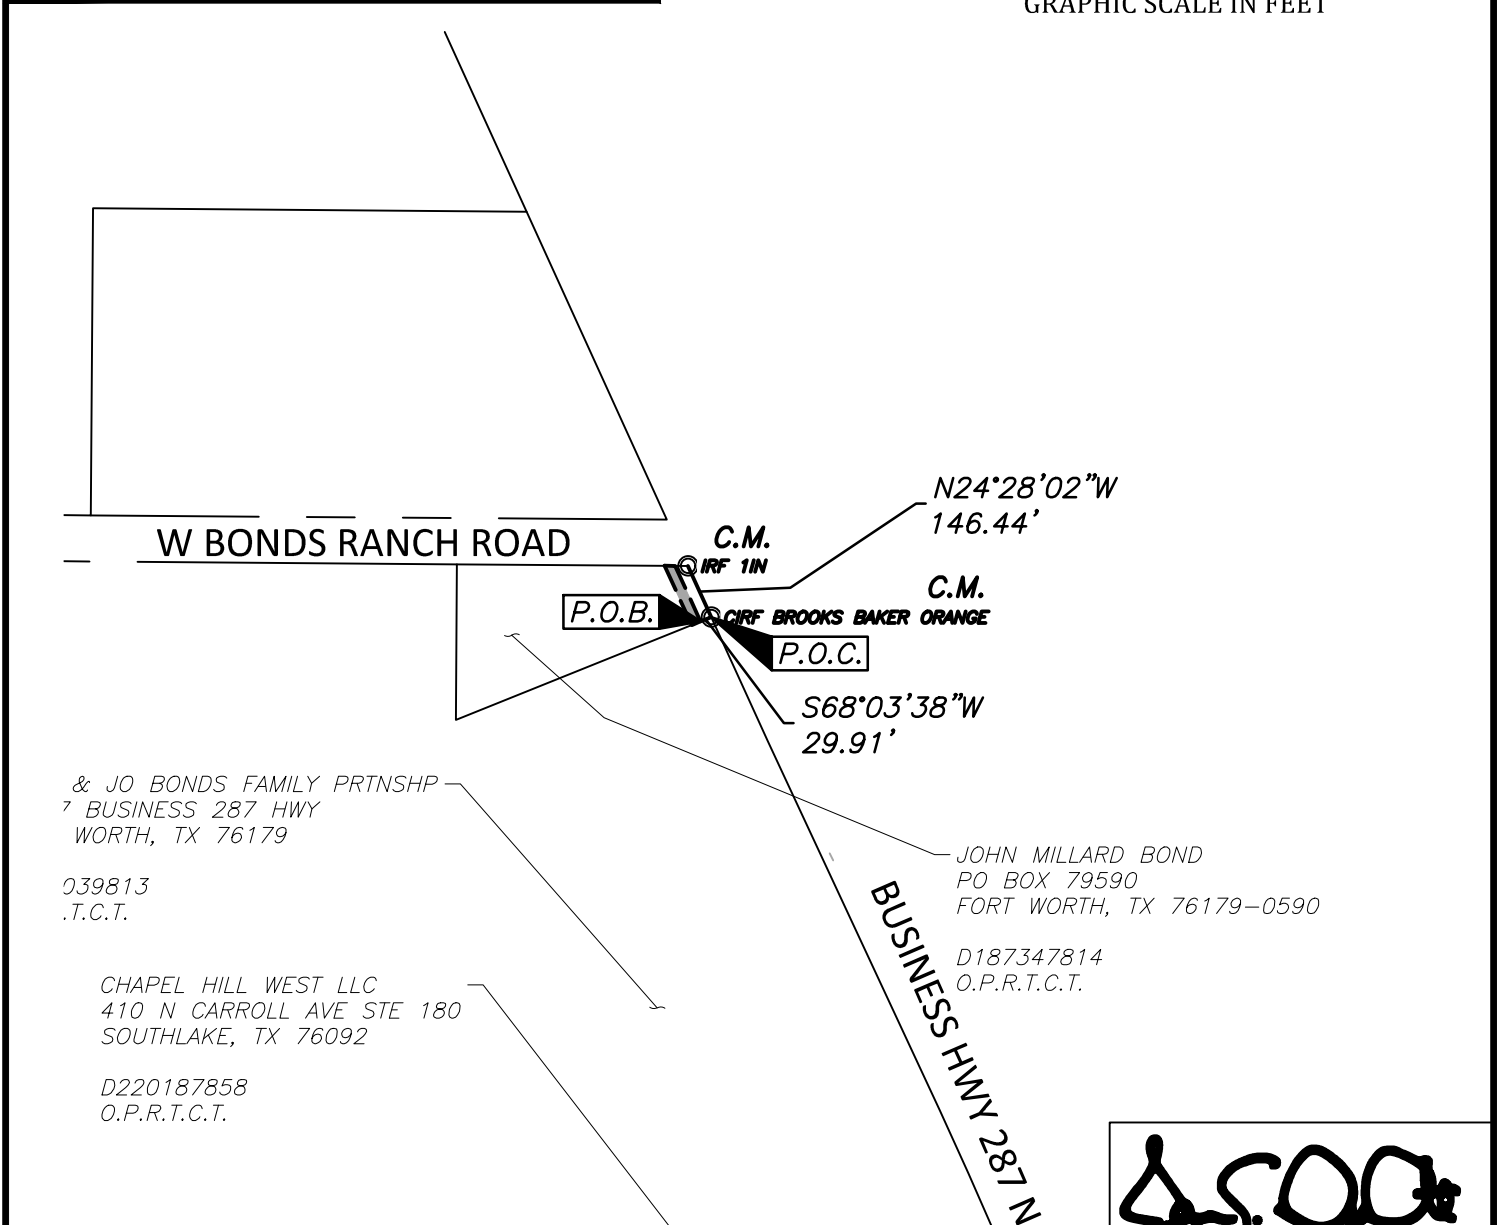 GRAPHIC SCALE IN FEET
N24°28'02"W
146.44'
W BONDS RANCH ROAD
C.M.
IRF 1IN
C.M.
P.O.B.
CIRF BROOKS BAKER ORANGE
P.O.C.
S68°03'38"W
29.91'
& JO BONDS FAMILY PRTNSHP
7 BUSINESS 287 HWY
WORTH, TX 76179
039813
.T.C.T.
JOHN MILLARD BOND
PO BOX 79590
FORT WORTH, TX 76179-0590
D187347814
O.P.R.T.C.T.
BUSINESS HWY 287 N
CHAPEL HILL WEST LLC
410 N CARROLL AVE STE 180
SOUTHLAKE, TX 76092
D220187858
O.P.R.T.C.T.